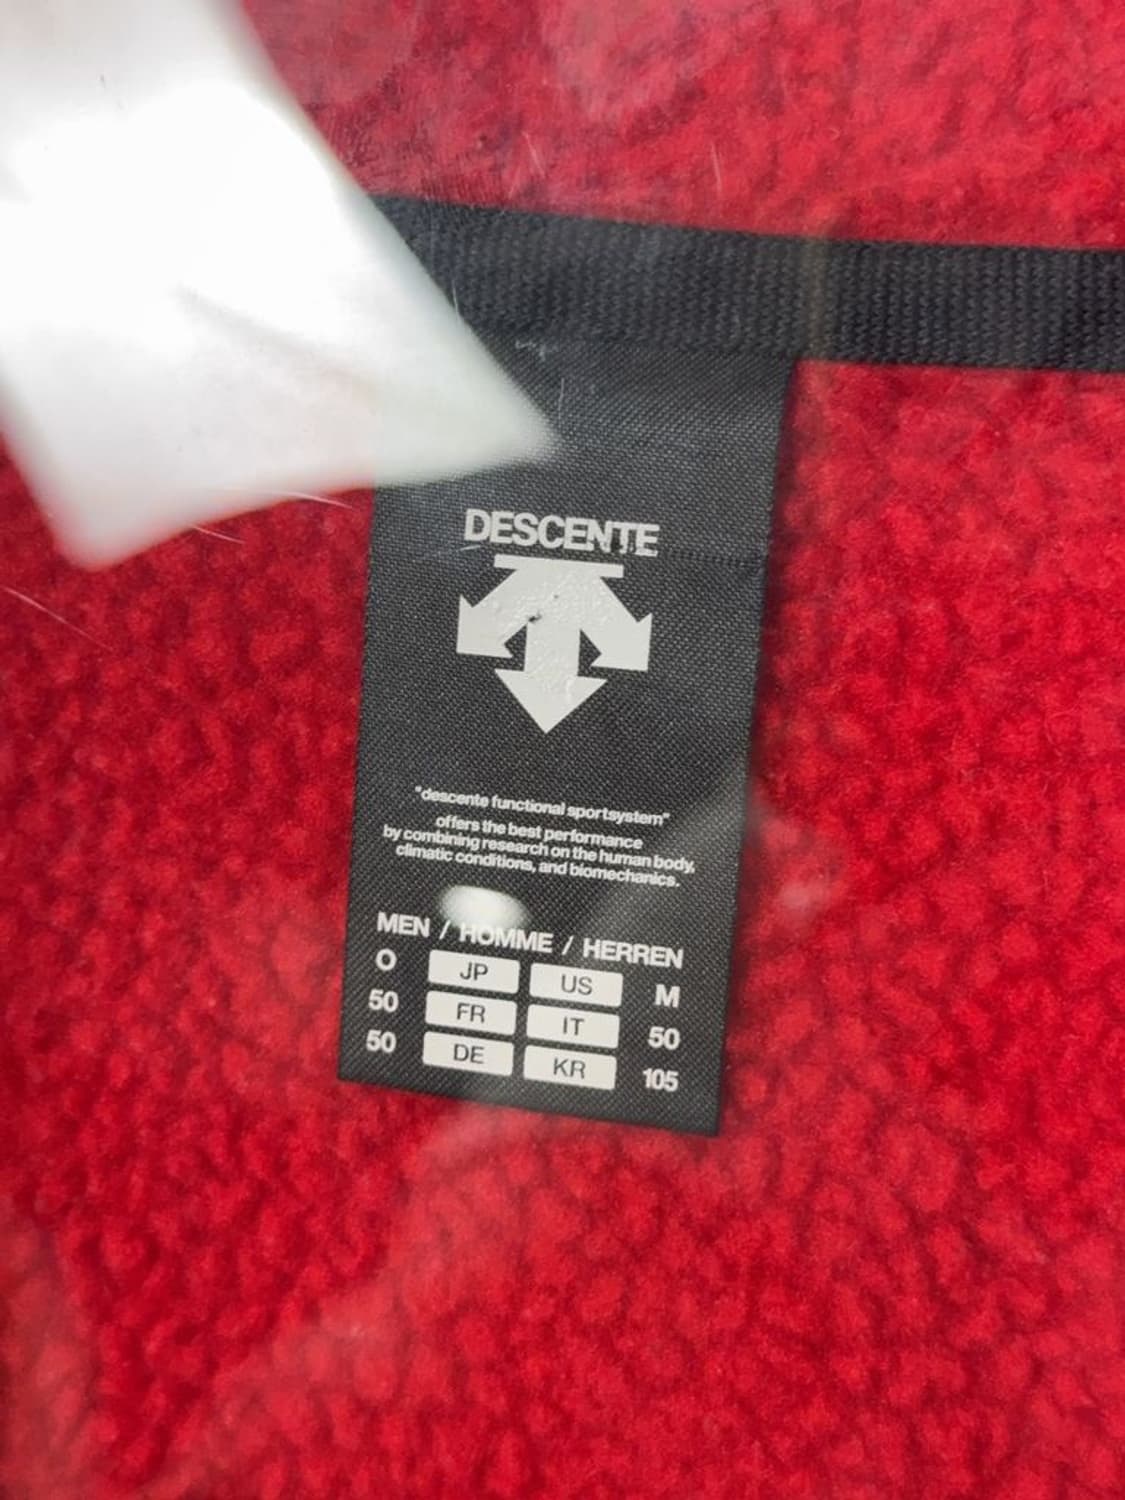 DESCENTE
"descente functional sportsystem"
offers the best performance
by combining research on the human body,
climatic conditions, and biomechanics.
MEN / HOMME / HERREN
O JP US M
50 FR IT 50
50 DE KR 105